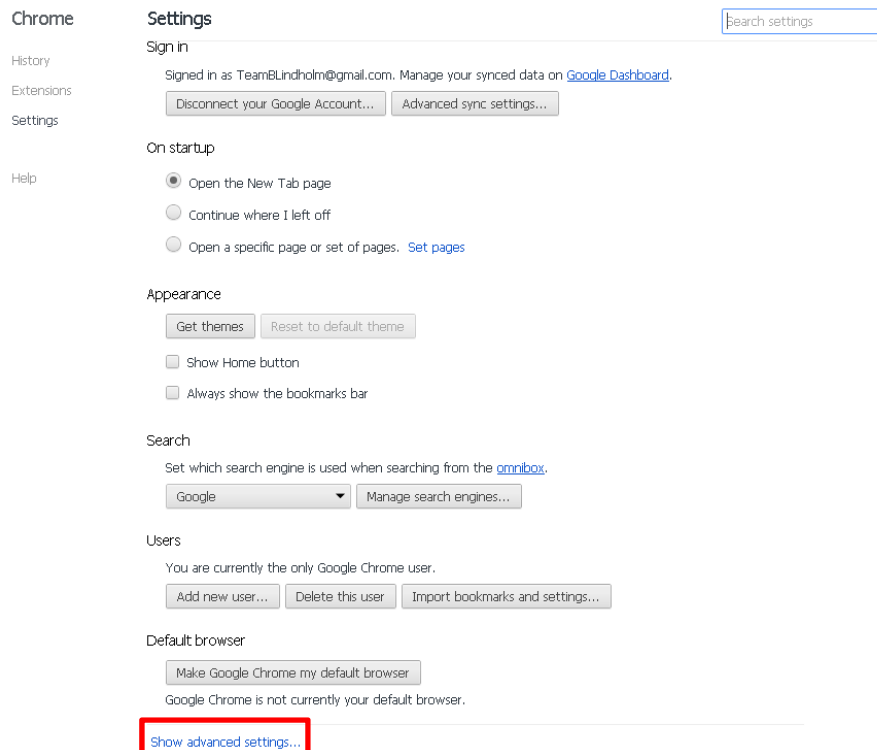 Chrome
Settings
Search settings
History
Extensions
Settings
Help
Sign in
Signed in as TeamBLindholm@gmail.com. Manage your synced data on Google Dashboard.
Disconnect your Google Account... Advanced sync settings...
On startup
Open the New Tab page
Continue where I left off
Open a specific page or set of pages. Set pages
Appearance
Get themes Reset to default theme
Show Home button
Always show the bookmarks bar
Search
Set which search engine is used when searching from the omnibox.
Google Manage search engines...
Users
You are currently the only Google Chrome user.
Add new user... Delete this user Import bookmarks and settings...
Default browser
Make Google Chrome my default browser
Google Chrome is not currently your default browser.
Show advanced settings...